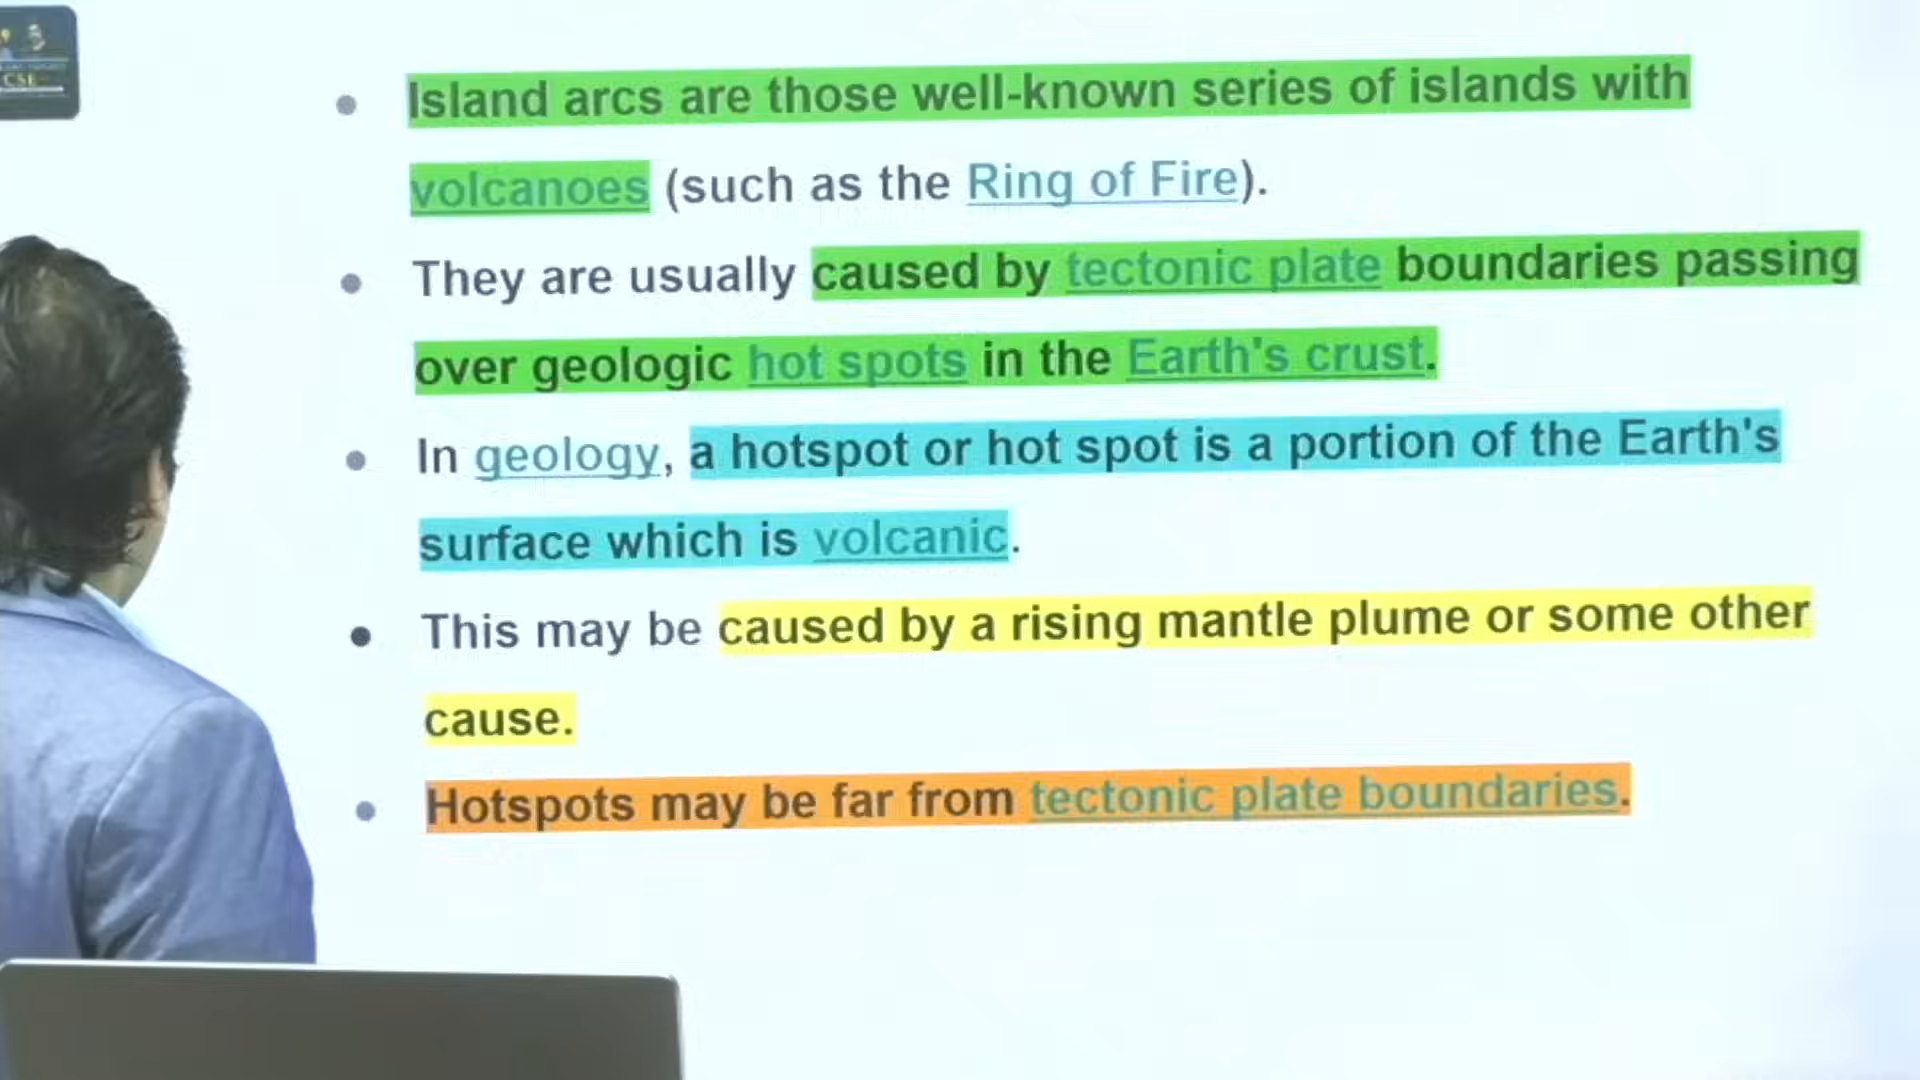 CSE
Island arcs are those well-known series of islands with
volcanoes (such as the Ring of Fire).
They are usually caused by tectonic plate boundaries passing
over geologic hot spots in the Earth's crust.
In geology, a hotspot or hot spot is a portion of the Earth's
surface which is volcanic.
This may be caused by a rising mantle plume or some other
cause.
Hotspots may be far from tectonic plate boundaries.